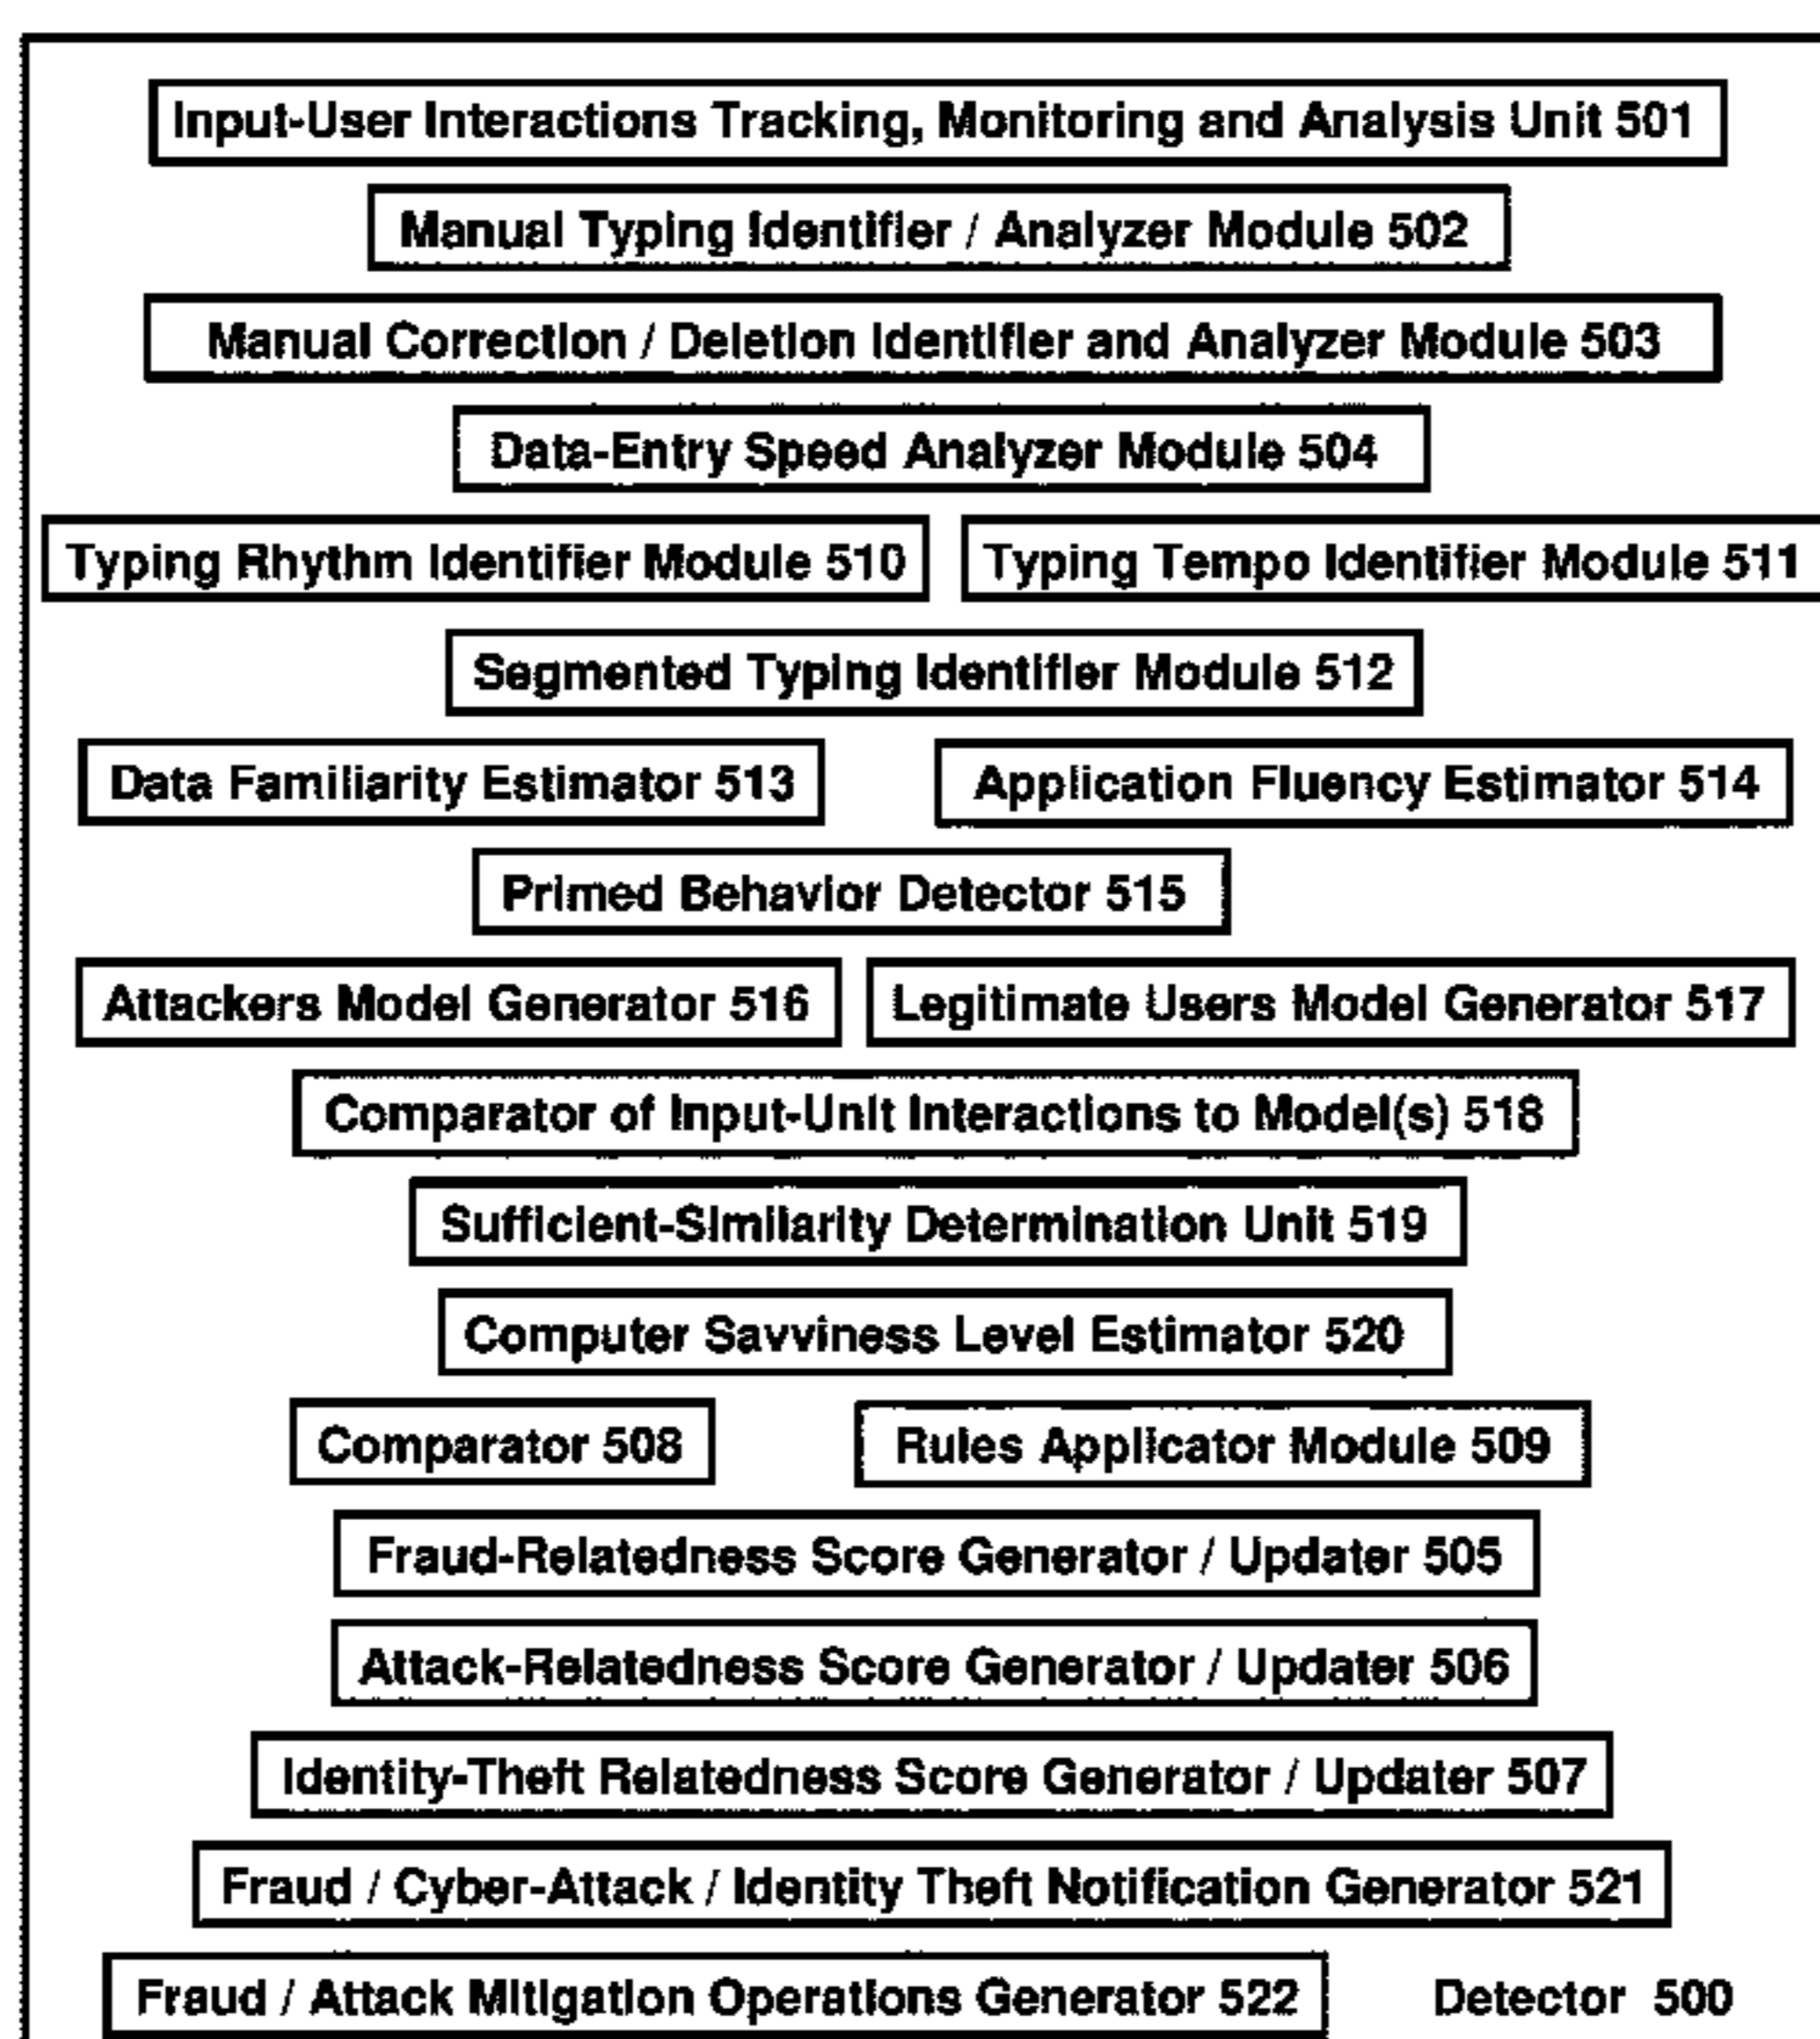 Input-User Interactions Tracking, Monitoring and Analysis Unit 501
Manual Typing Identifier / Analyzer Module 502
Manual Correction / Deletion Identifier and Analyzer Module 503
Data-Entry Speed Analyzer Module 504
Typing Rhythm Identifier Module 510
Typing Tempo Identifier Module 511
Segmented Typing Identifier Module 512
Data Familiarity Estimator 513
Application Fluency Estimator 514
Primed Behavior Detector 515
Attackers Model Generator 516
Legitimate Users Model Generator 517
Comparator of Input-Unit Interactions to Model(s) 518
Sufficient-Similarity Determination Unit 519
Computer Savviness Level Estimator 520
Comparator 508
Rules Applicator Module 509
Fraud-Relatedness Score Generator / Updater 505
Attack-Relatedness Score Generator / Updater 506
Identity-Theft Relatedness Score Generator / Updater 507
Fraud / Cyber-Attack / Identity Theft Notification Generator 521
Fraud / Attack Mitigation Operations Generator 522
Detector 500